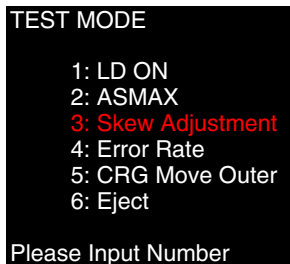 TEST MODE
1: LD ON
2: ASMAX
3: Skew Adjustment
4: Error Rate
5: CRG Move Outer
6: Eject
Please Input Number